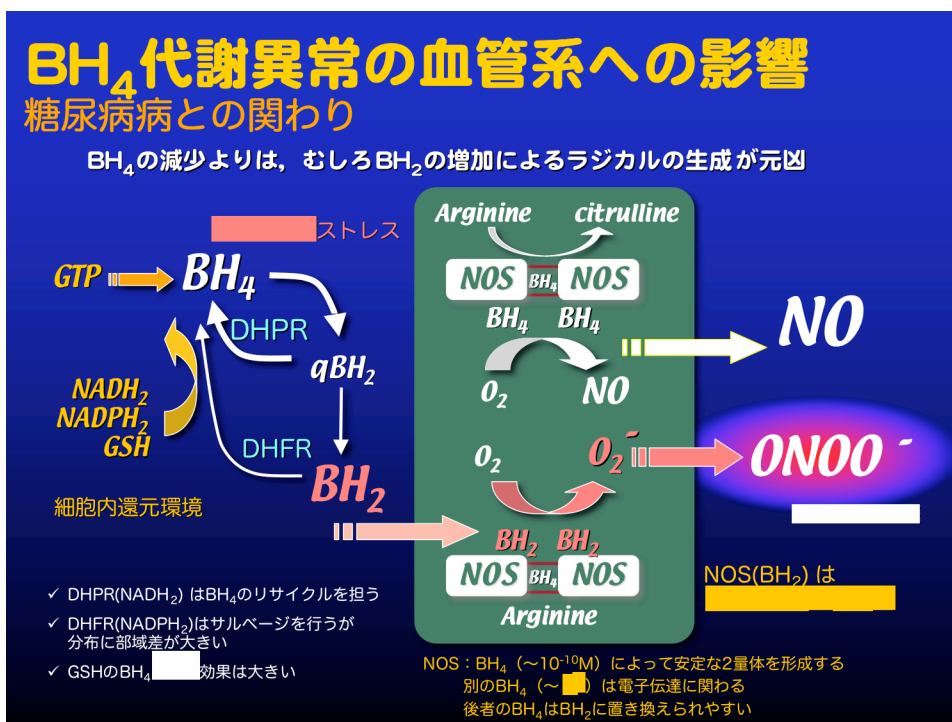 BH₄代謝異常の血管系への影響
糖尿病病との関わり
BH₄の減少よりは，むしろBH₂の増加によるラジカルの生成が元凶
ストレス
GTP
BH₄
DHPR
qBH₂
NADH₂
NADPH₂
GSH
DHFR
BH₂
細胞内還元環境
Arginine citrulline
NOS BH₄ NOS
BH₄ BH₄
O₂ NO
NO
O₂ O₂⁻
ONOO⁻
BH₂ BH₂
NOS BH₄ NOS
Arginine
NOS(BH₂) は
✓ DHPR(NADH₂) はBH₄のリサイクルを担う
✓ DHFR(NADPH₂)はサルベージを行うが
分布に部域差が大きい
✓ GSHのBH₄ 効果は大きい
NOS：BH₄（〜10⁻¹⁰M）によって安定な2量体を形成する
別のBH₄（〜 ）は電子伝達に関わる
後者のBH₄はBH₂に置き換えられやすい